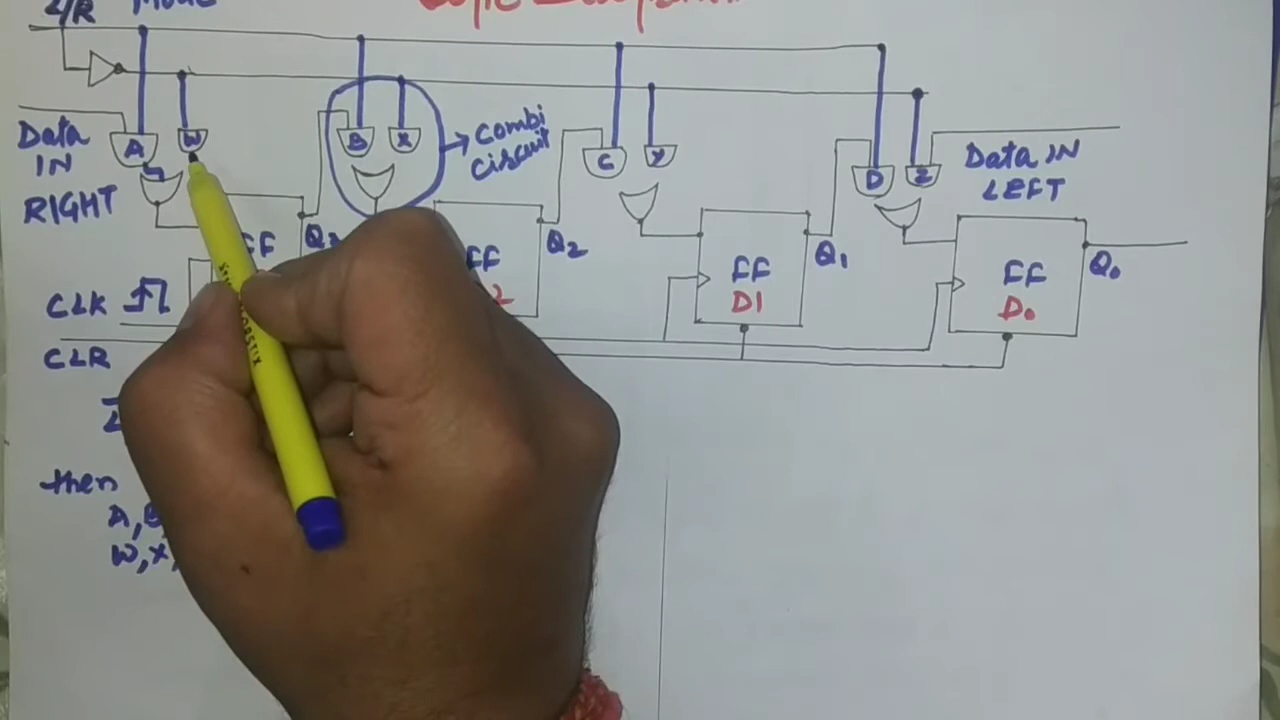 Mode
A
W
B
X
C
Y
D
Z
Combi
circuit
Data
IN
RIGHT
Data IN
LEFT
FF
Q3
FF
2
Q2
FF
D1
Q1
FF
D0
Q0
CLK
CLR
then
A, B
W, X,